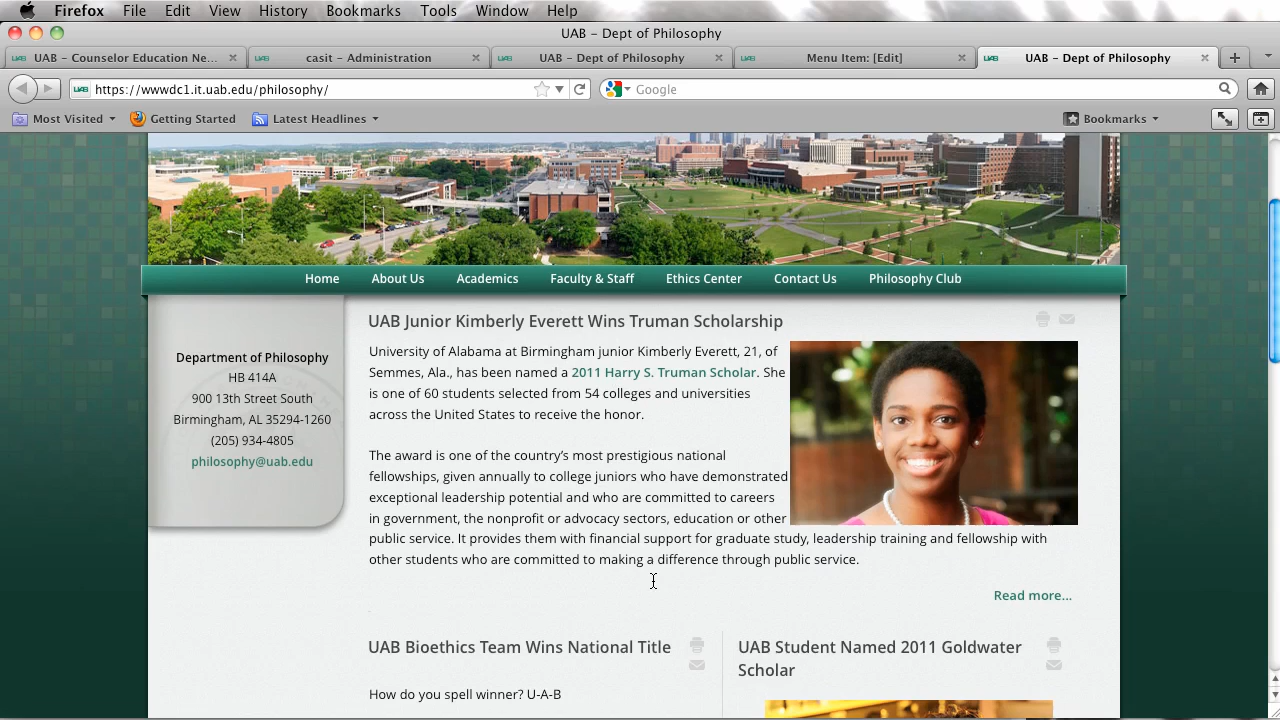 Firefox File Edit View History Bookmarks Tools Window Help
UAB – Dept of Philosophy
UAB UAB – Counselor Education Ne...
casit – Administration
UAB UAB – Dept of Philosophy
UAB Menu Item: [Edit]
UAB UAB – Dept of Philosophy
UAB https://wwwdc1.it.uab.edu/philosophy/
Google
Most Visited Getting Started Latest Headlines Bookmarks
Home About Us Academics Faculty & Staff Ethics Center Contact Us Philosophy Club
Department of Philosophy
HB 414A
900 13th Street South
Birmingham, AL 35294-1260
(205) 934-4805
philosophy@uab.edu
UAB Junior Kimberly Everett Wins Truman Scholarship
University of Alabama at Birmingham junior Kimberly Everett, 21, of
Semmes, Ala., has been named a 2011 Harry S. Truman Scholar. She
is one of 60 students selected from 54 colleges and universities
across the United States to receive the honor.
The award is one of the country’s most prestigious national
fellowships, given annually to college juniors who have demonstrated
exceptional leadership potential and who are committed to careers
in government, the nonprofit or advocacy sectors, education or other
public service. It provides them with financial support for graduate study, leadership training and fellowship with
other students who are committed to making a difference through public service.
Read more...
UAB Bioethics Team Wins National Title
How do you spell winner? U-A-B
UAB Student Named 2011 Goldwater
Scholar